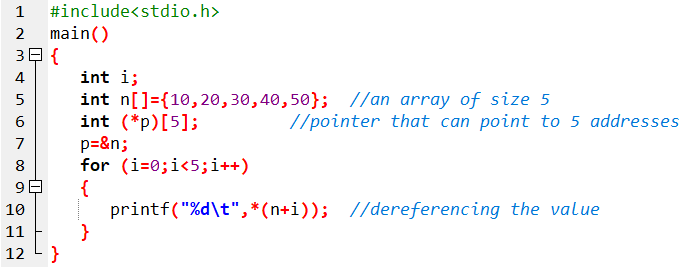 1 #include<stdio.h>
2 main()
3 {
4 int i;
5 int n[]={10,20,30,40,50}; //an array of size 5
6 int (*p)[5]; //pointer that can point to 5 addresses
7 p=&n;
8 for (i=0;i<5;i++)
9 {
10 printf("%d\t",*(n+i)); //dereferencing the value
11 }
12 }